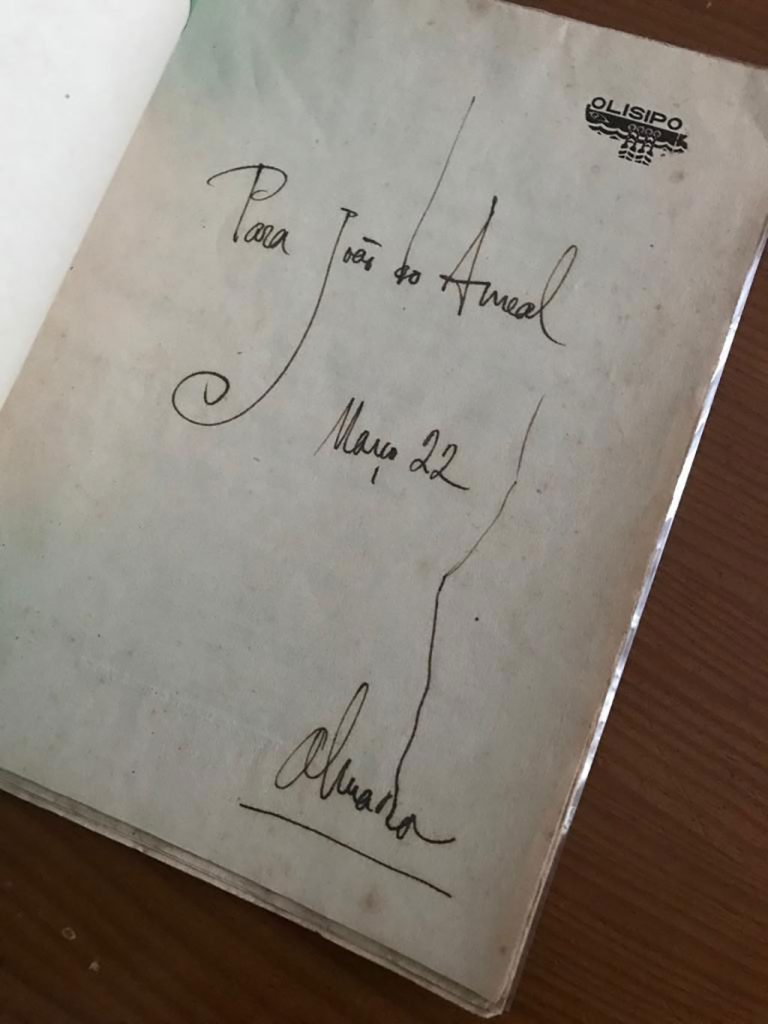 OLISIPO
Para João do Ameal
Março 22
Almada